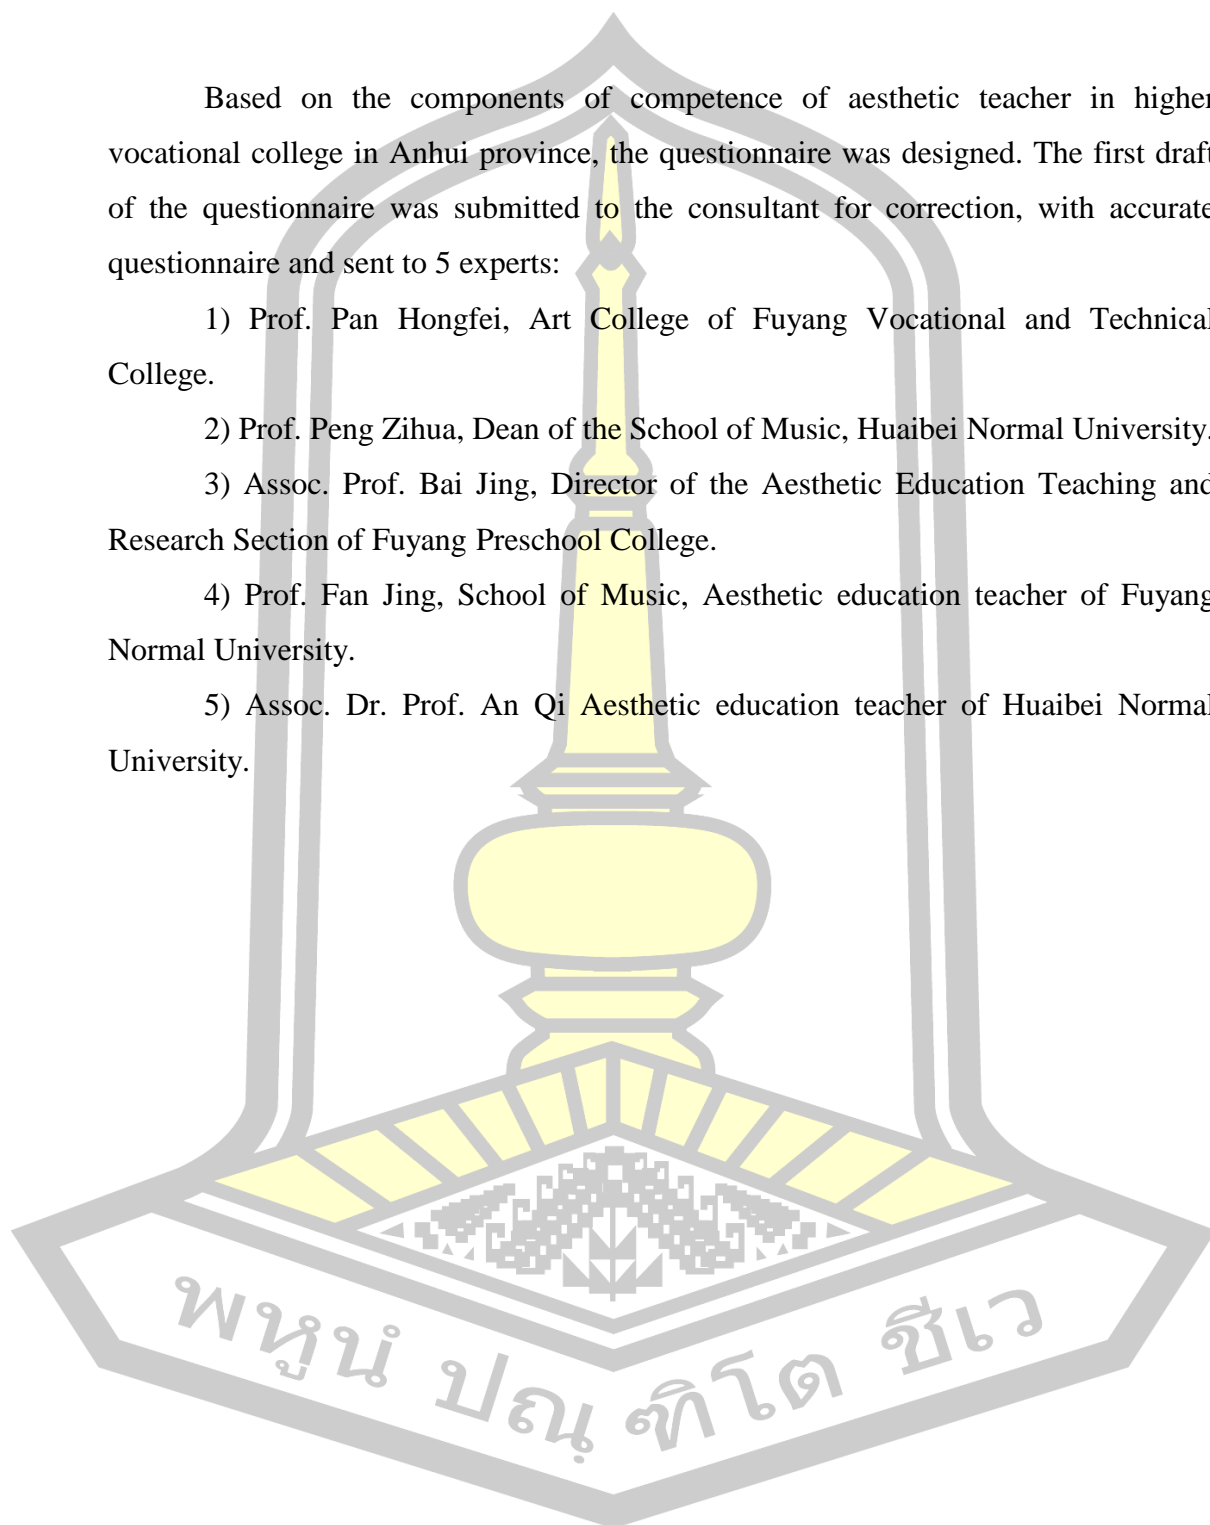 Based on the components of competence of aesthetic teacher in higher
vocational college in Anhui province, the questionnaire was designed. The first draft
of the questionnaire was submitted to the consultant for correction, with accurate
questionnaire and sent to 5 experts:
1) Prof. Pan Hongfei, Art College of Fuyang Vocational and Technical
College.
2) Prof. Peng Zihua, Dean of the School of Music, Huaibei Normal University.
3) Assoc. Prof. Bai Jing, Director of the Aesthetic Education Teaching and
Research Section of Fuyang Preschool College.
4) Prof. Fan Jing, School of Music, Aesthetic education teacher of Fuyang
Normal University.
5) Assoc. Dr. Prof. An Qi Aesthetic education teacher of Huaibei Normal
University.
พหูนํ ปณฺฑิโต ชีเว